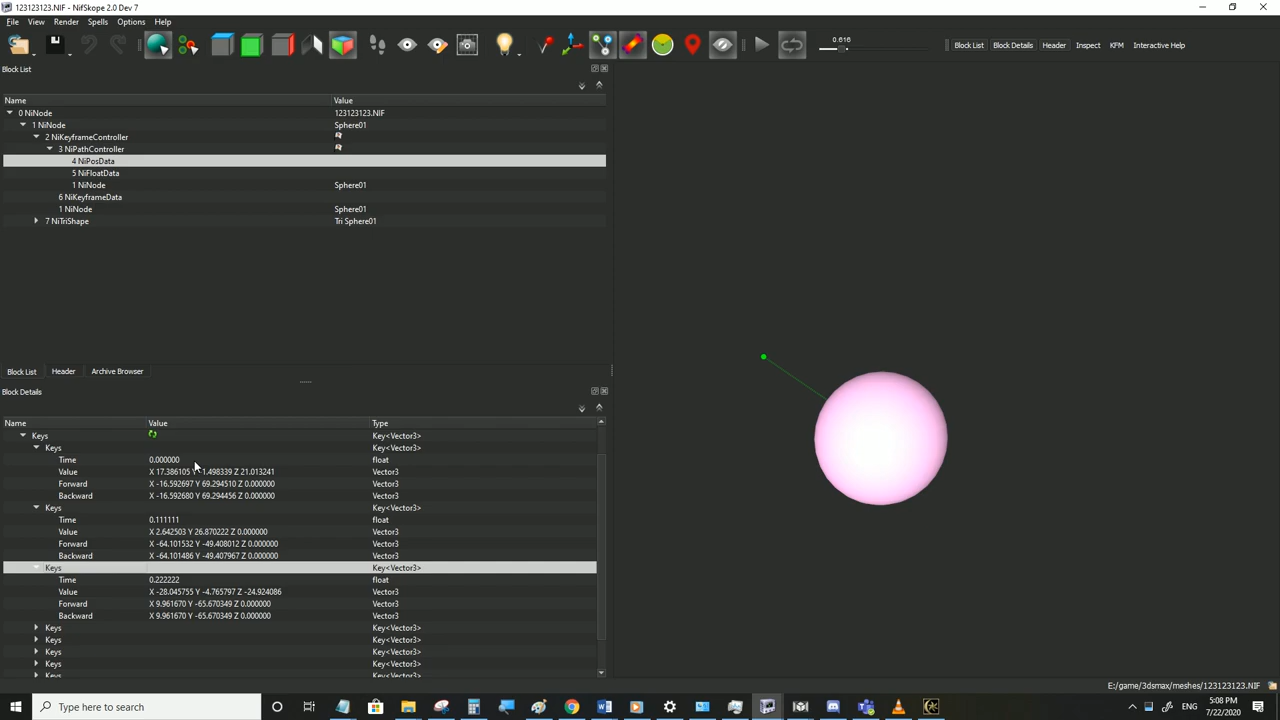 123123123.NIF - NifSkope 2.0 Dev 7
File View Render Spells Options Help
0.616
Block List Block Details Header Inspect KFM Interactive Help
Block List
Name Value
0 NiNode 123123123.NIF
1 NiNode Sphere01
2 NiKeyframeController
3 NiPathController
4 NiPosData
5 NiFloatData
1 NiNode Sphere01
6 NiKeyframeData
1 NiNode Sphere01
7 NiTriShape Tri Sphere01
Block List Header Archive Browser
Block Details
Name Value Type
Keys Key<Vector3>
Keys Key<Vector3>
Time 0.000000 float
Value X 17.386105 Y -1.498339 Z 21.013241 Vector3
Forward X -16.592697 Y 69.294510 Z 0.000000 Vector3
Backward X -16.592680 Y 69.294456 Z 0.000000 Vector3
Keys Key<Vector3>
Time 0.111111 float
Value X 2.642503 Y 26.870222 Z 0.000000 Vector3
Forward X -64.101532 Y -49.408012 Z 0.000000 Vector3
Backward X -64.101486 Y -49.407967 Z 0.000000 Vector3
Keys Key<Vector3>
Time 0.222222 float
Value X -28.045755 Y -4.765797 Z -24.924086 Vector3
Forward X 9.961670 Y -65.670349 Z 0.000000 Vector3
Backward X 9.961670 Y -65.670349 Z 0.000000 Vector3
Keys Key<Vector3>
Keys Key<Vector3>
Keys Key<Vector3>
Keys Key<Vector3>
Keys Key<Vector3>
E:/game/3dsmax/meshes/123123123.NIF
Type here to search
ENG
5:08 PM
7/22/2020